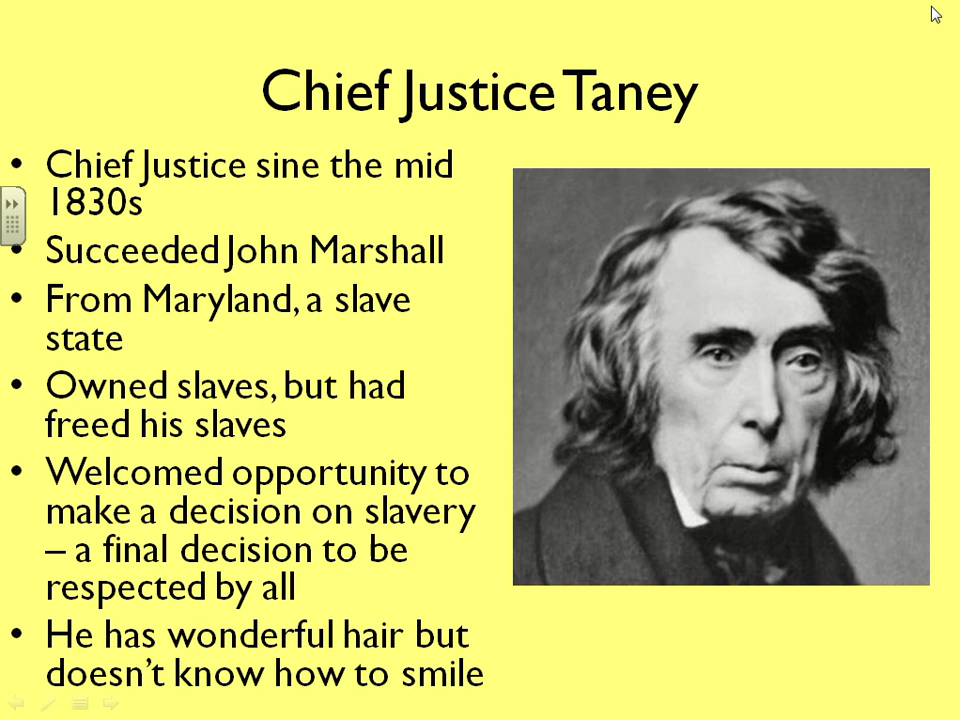 Chief Justice Taney
• Chief Justice sine the mid
1830s
• Succeeded John Marshall
• From Maryland, a slave
state
• Owned slaves, but had
freed his slaves
• Welcomed opportunity to
make a decision on slavery
– a final decision to be
respected by all
• He has wonderful hair but
doesn't know how to smile